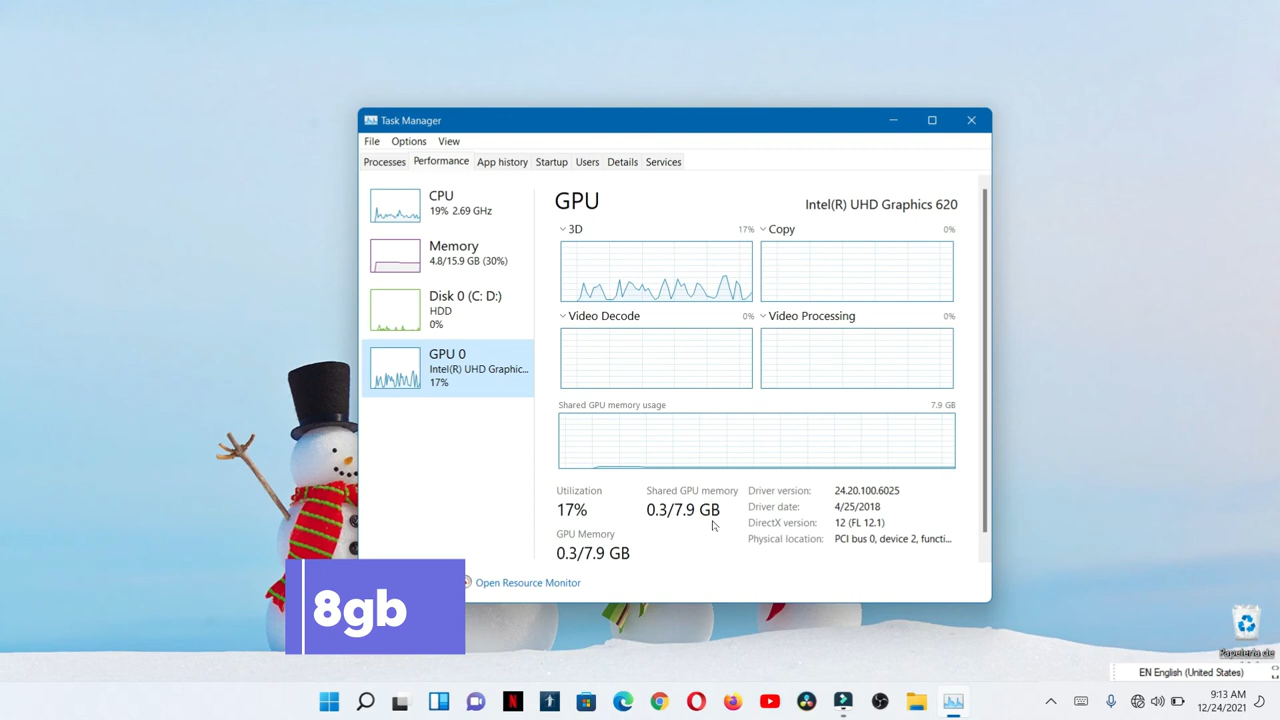 Task Manager
File Options View
Processes Performance App history Startup Users Details Services
CPU
19% 2.69 GHz
Memory
4.8/15.9 GB (30%)
Disk 0 (C: D:)
HDD
0%
GPU 0
Intel(R) UHD Graphic...
17%
GPU Intel(R) UHD Graphics 620
3D 17% Copy 0%
Video Decode 0% Video Processing 0%
Shared GPU memory usage 7.9 GB
Utilization
17%
Shared GPU memory
0.3/7.9 GB
GPU Memory
0.3/7.9 GB
Driver version: 24.20.100.6025
Driver date: 4/25/2018
DirectX version: 12 (FL 12.1)
Physical location: PCI bus 0, device 2, functi...
Open Resource Monitor
8gb
Papelería de
EN English (United States)
9:13 AM
12/24/2021